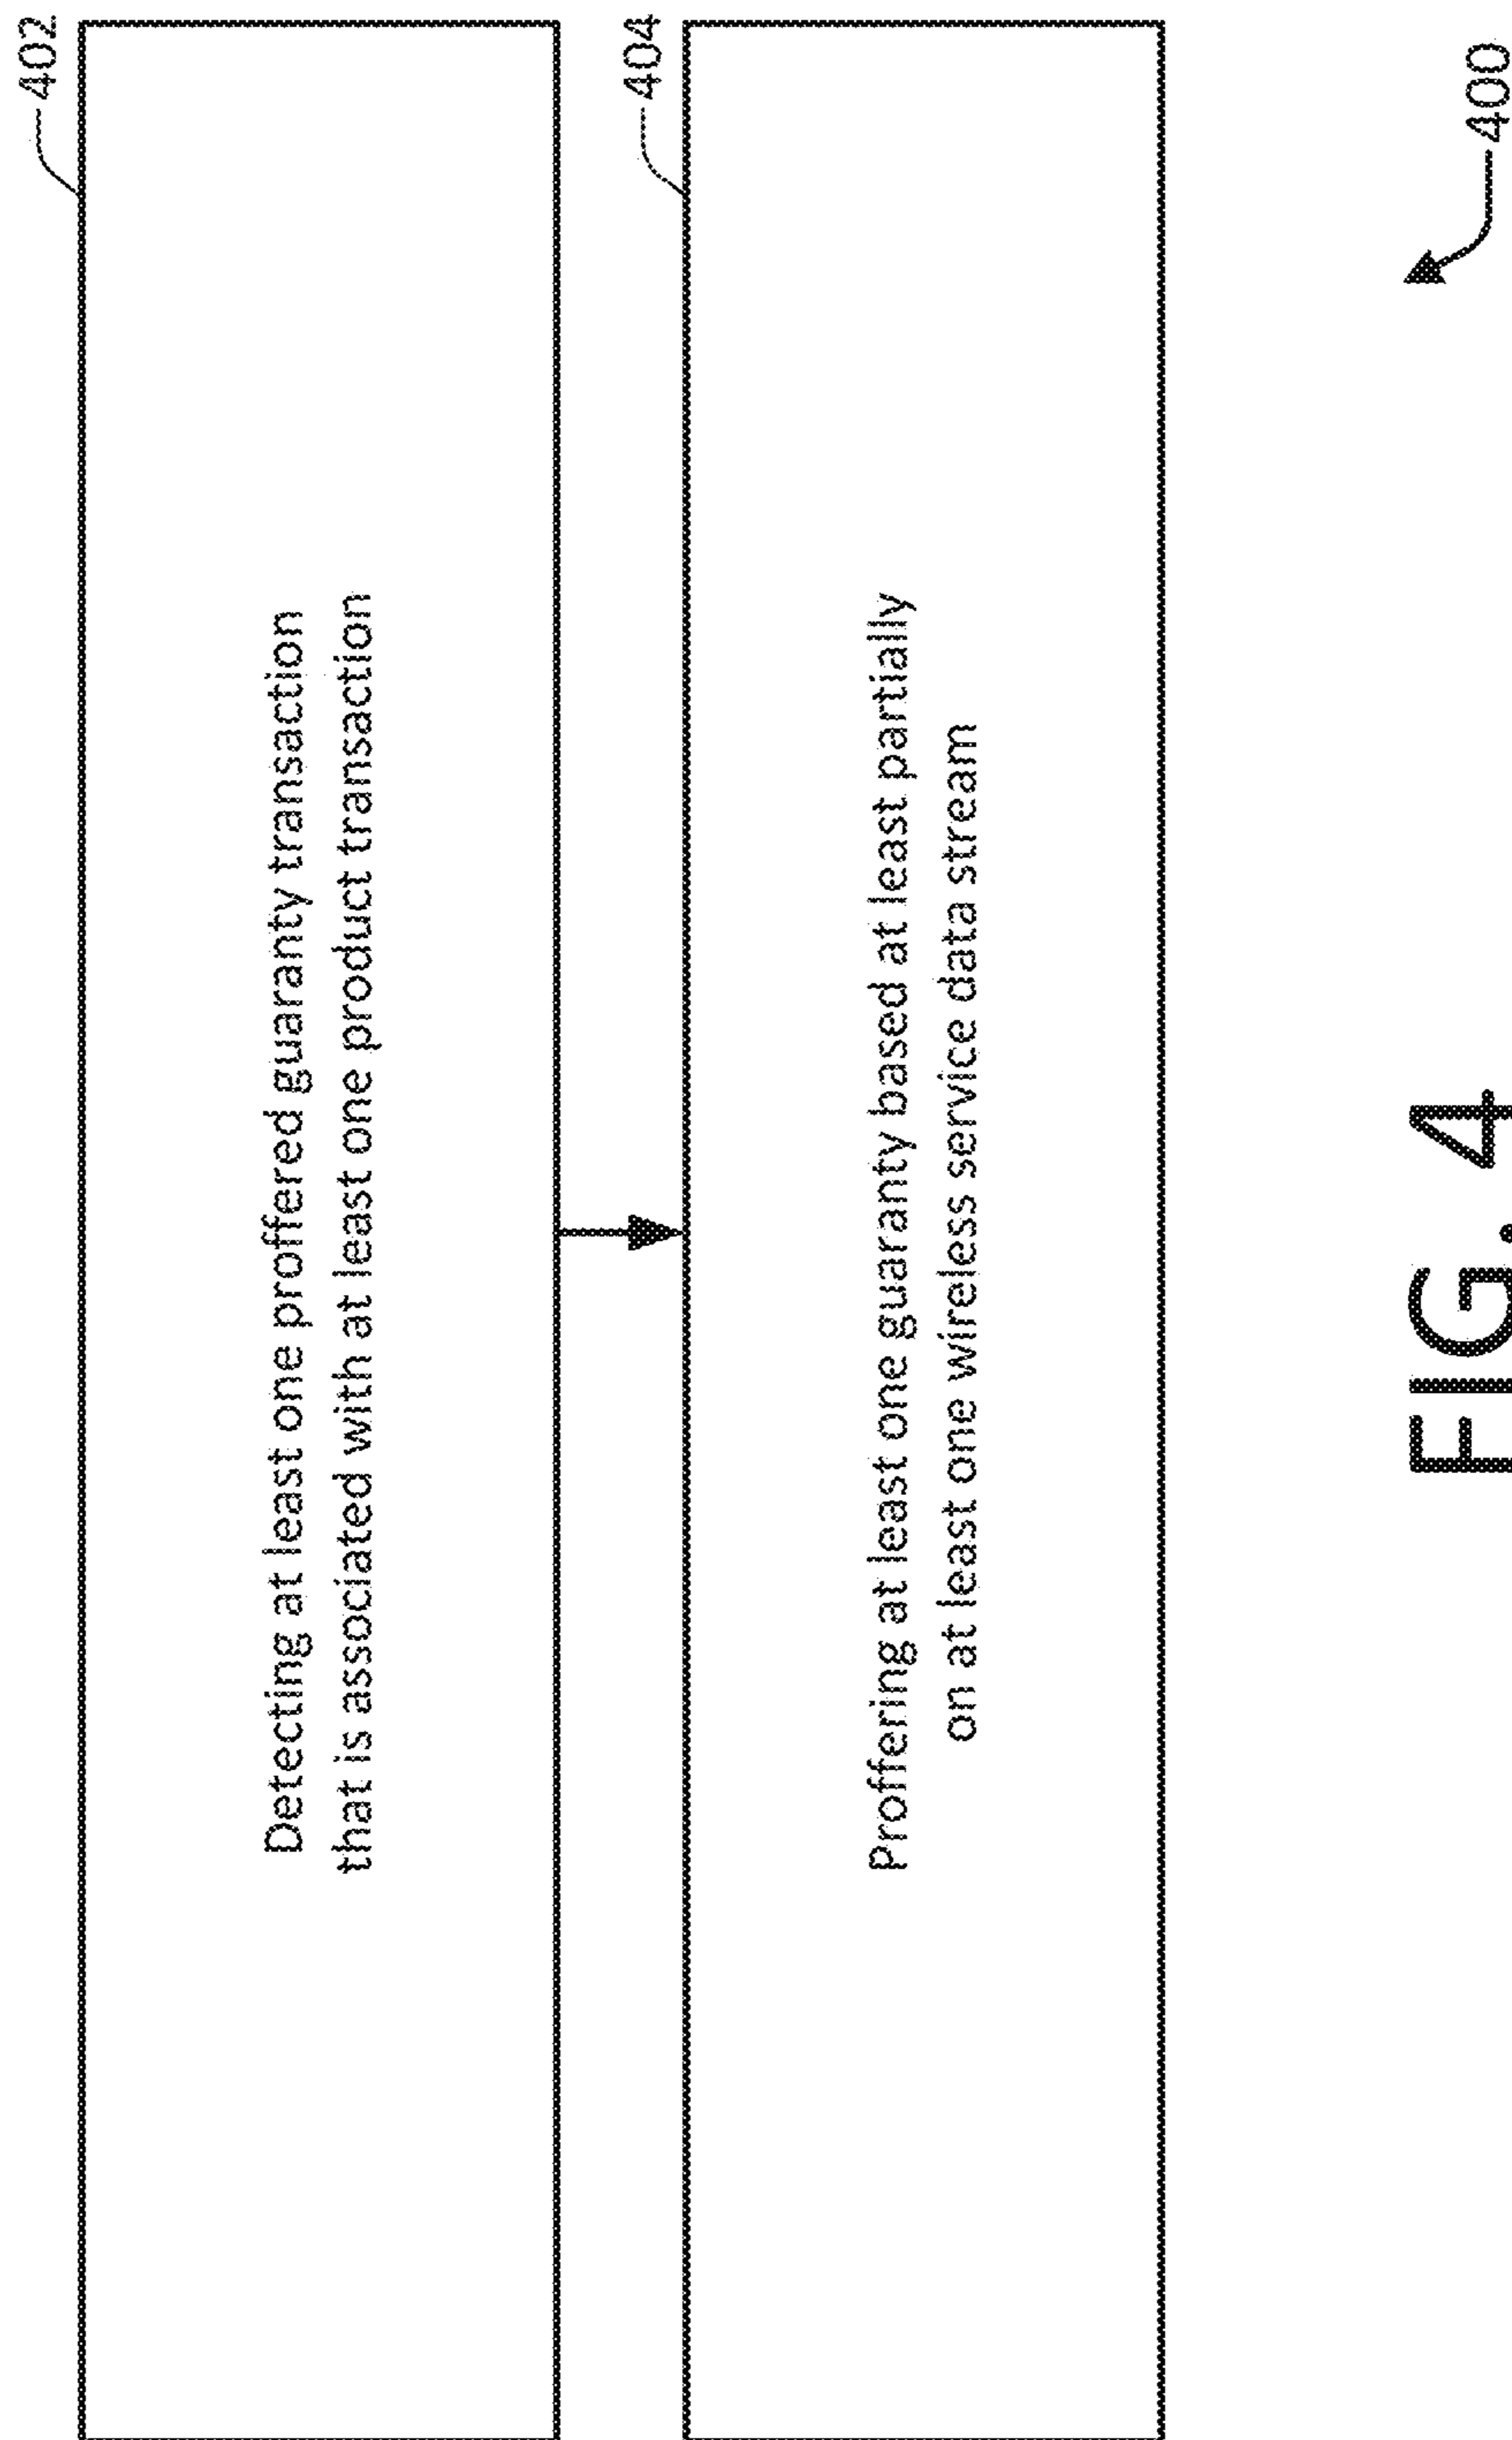 402
Detecting at least one proffered guaranty transaction
that is associated with at least one product transaction
404
Proffering at least one guaranty based at least partially
on at least one wireless service data stream
400
FIG. 4